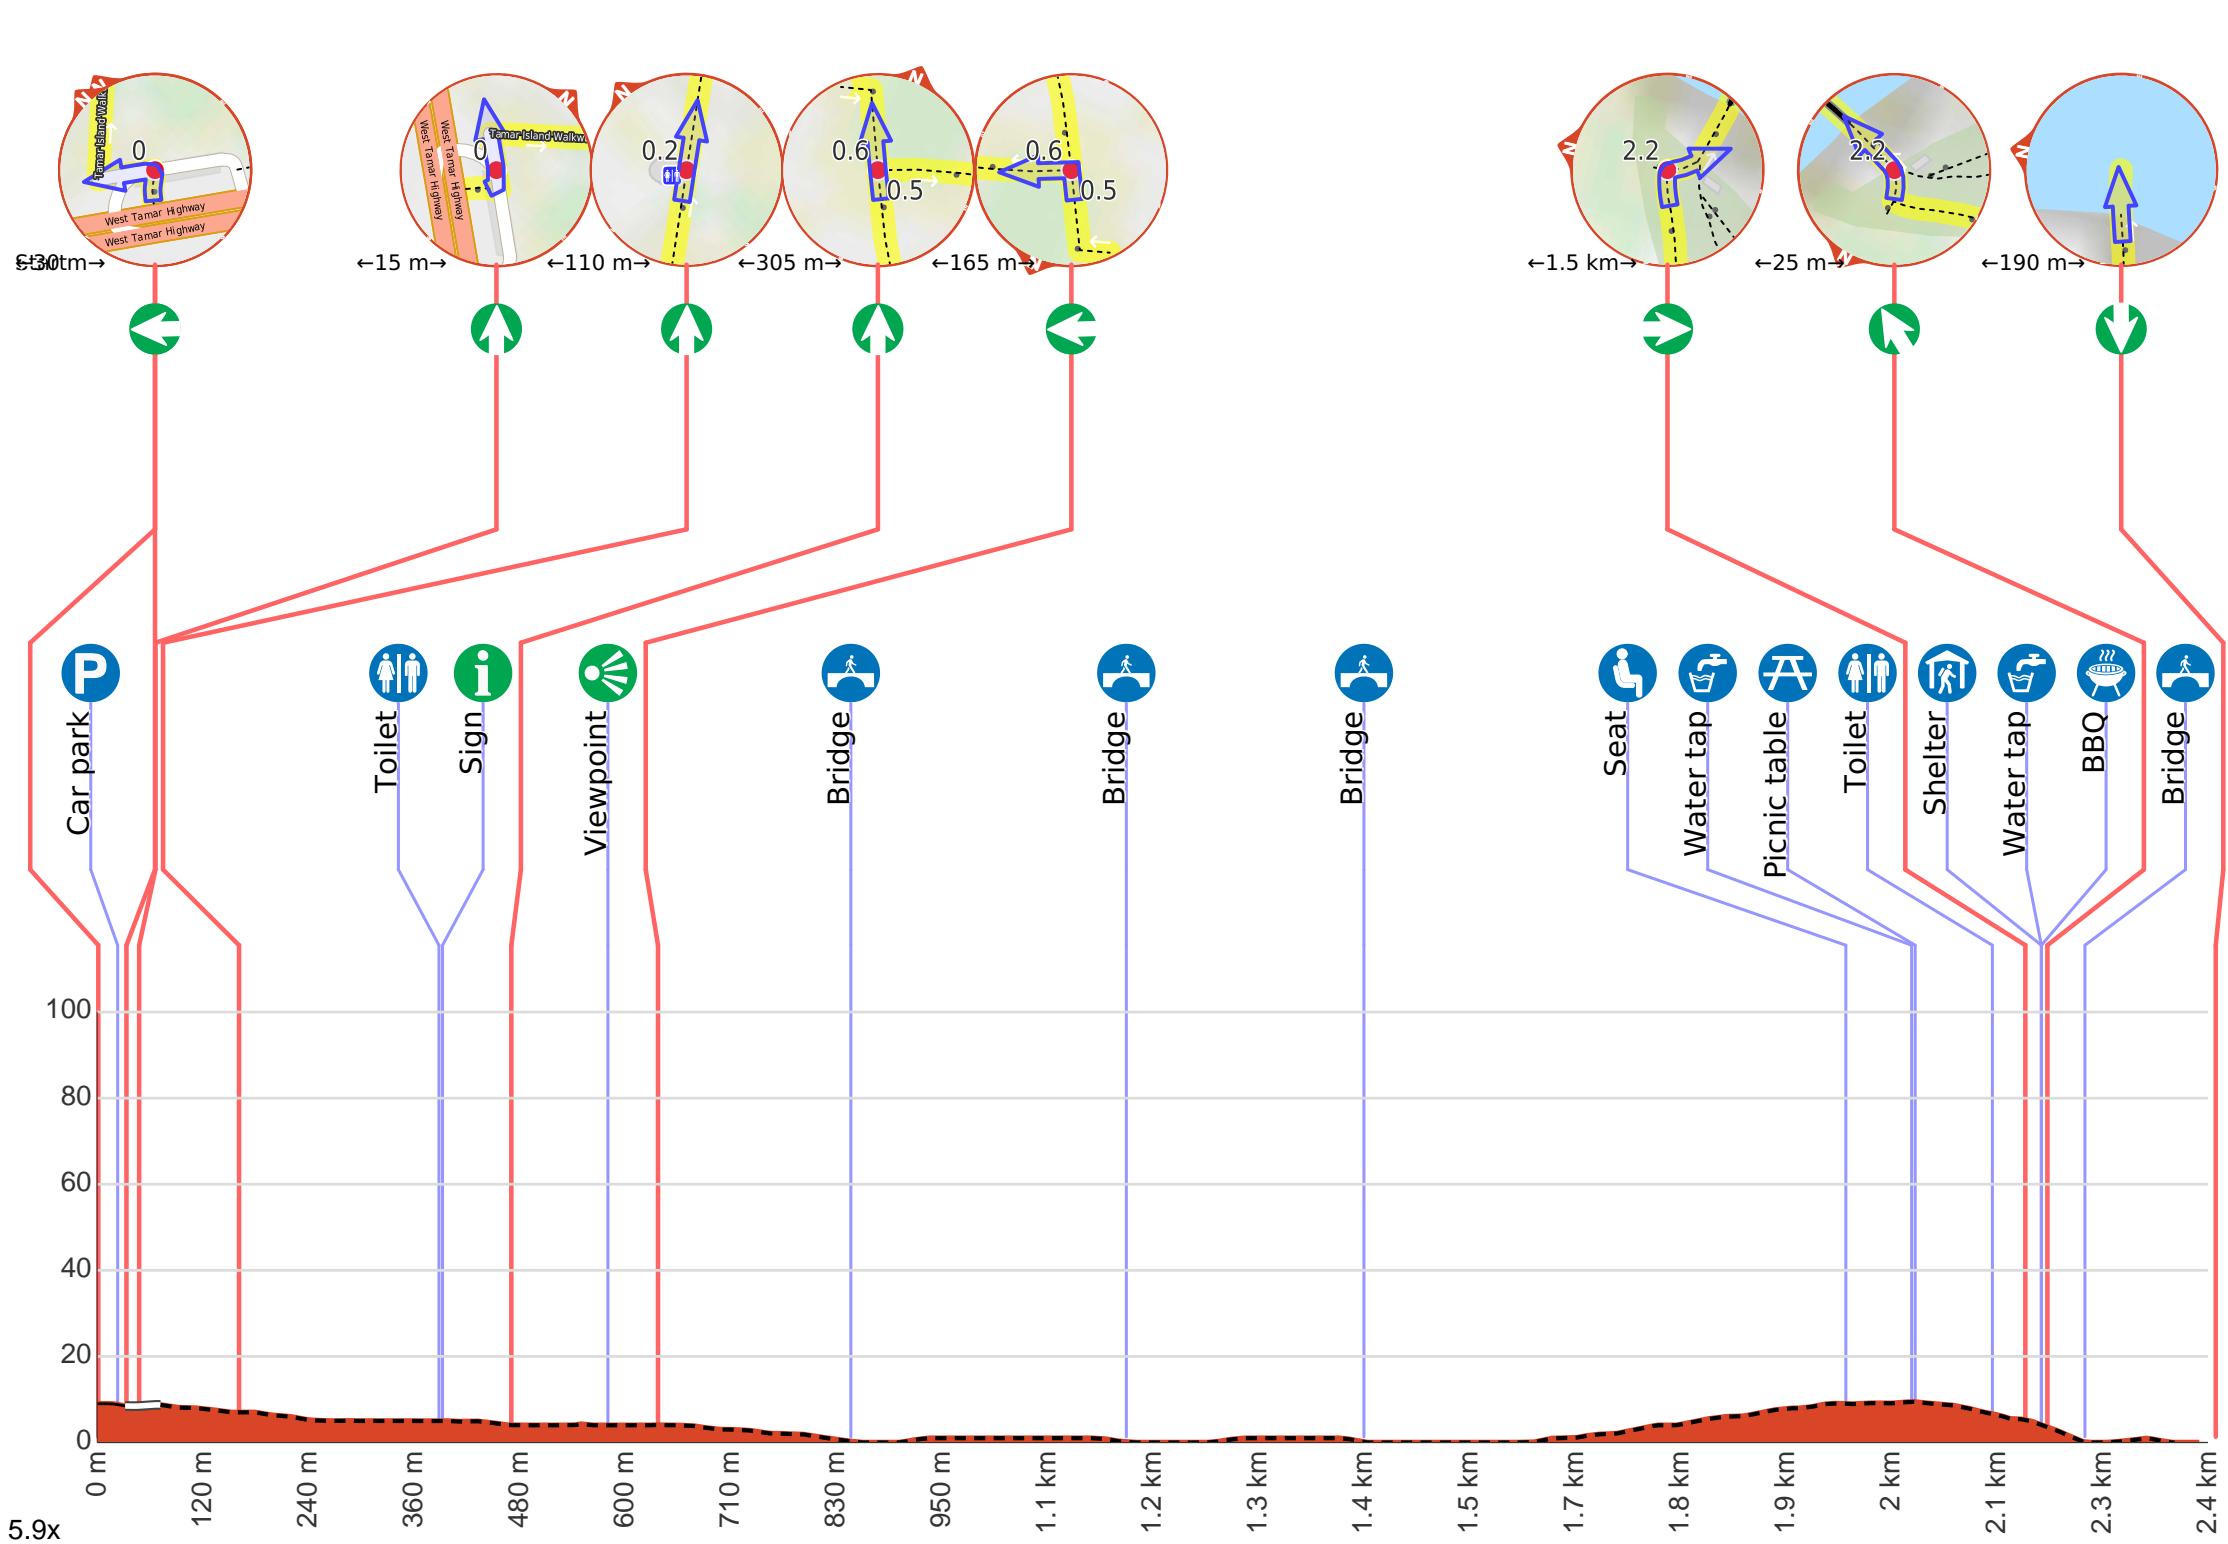 N
N
N
N
N
N
N
N
N
Tamar Island Walk
0
West Tamar Highway
West Tamar Highway
West Tamar Highway
West Tamar Highway
Tamar Island Walkw
0
0.2
0.6
0.5
0.6
0.5
2.2
2.2
Start
←30 m→
←15 m→
←110 m→
←305 m→
←165 m→
←1.5 km→
←25 m→
←190 m→
P
i
Car park
Toilet
Sign
Viewpoint
Bridge
Bridge
Bridge
Seat
Water tap
Picnic table
Toilet
Shelter
Water tap
BBQ
Bridge
100
80
60
40
20
0
0 m
120 m
240 m
360 m
480 m
600 m
710 m
830 m
950 m
1.1 km
1.2 km
1.3 km
1.4 km
1.5 km
1.7 km
1.8 km
1.9 km
2 km
2.1 km
2.3 km
2.4 km
5.9x